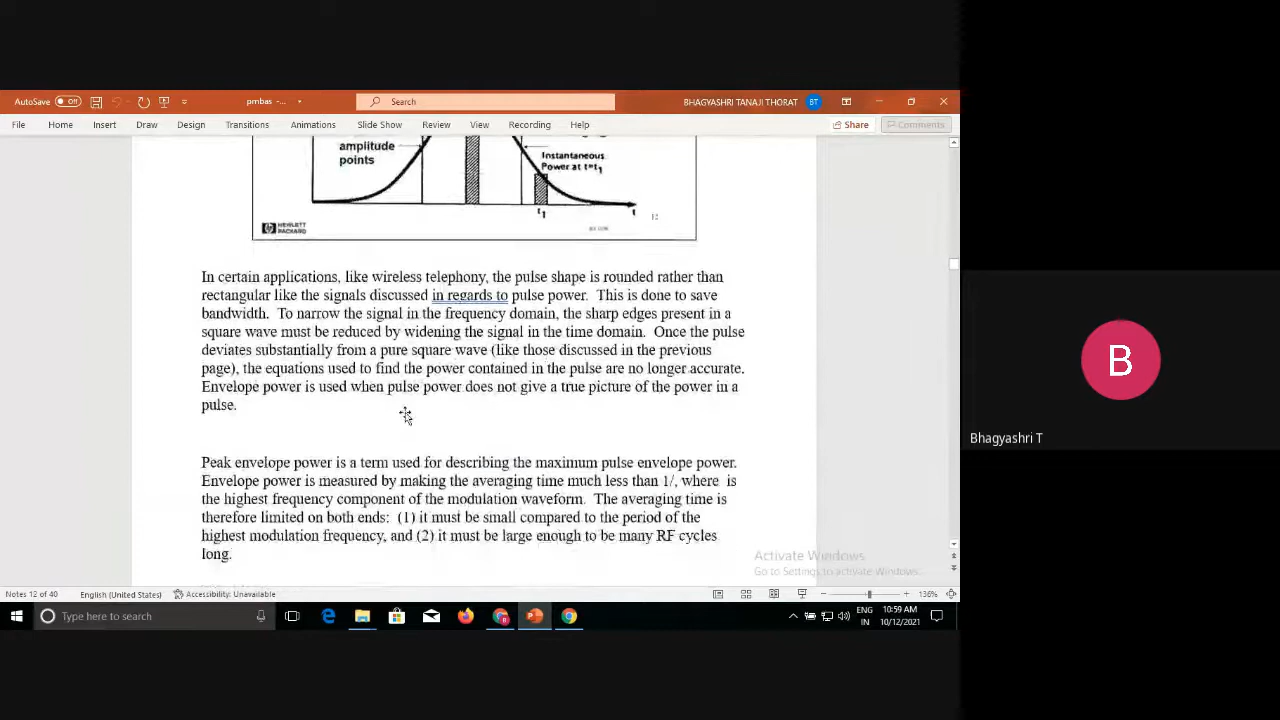 AutoSave Off
pmbas -...
Search
BHAGYASHRI TANAJI THORAT BT
File Home Insert Draw Design Transitions Animations Slide Show Review View Recording Help
Share Comments
amplitude
points
Instantaneous
Power at t=t1
t1
t
HEWLETT
PACKARD
12
In certain applications, like wireless telephony, the pulse shape is rounded rather than
rectangular like the signals discussed in regards to pulse power. This is done to save
bandwidth. To narrow the signal in the frequency domain, the sharp edges present in a
square wave must be reduced by widening the signal in the time domain. Once the pulse
deviates substantially from a pure square wave (like those discussed in the previous
page), the equations used to find the power contained in the pulse are no longer accurate.
Envelope power is used when pulse power does not give a true picture of the power in a
pulse.
Peak envelope power is a term used for describing the maximum pulse envelope power.
Envelope power is measured by making the averaging time much less than 1/, where is
the highest frequency component of the modulation waveform. The averaging time is
therefore limited on both ends: (1) it must be small compared to the period of the
highest modulation frequency, and (2) it must be large enough to be many RF cycles
long.
Activate Windows
Go to Settings to activate Windows.
Notes 12 of 40 English (United States) Accessibility: Unavailable 136%
Type here to search
ENG
IN
10:59 AM
10/12/2021
B
Bhagyashri T